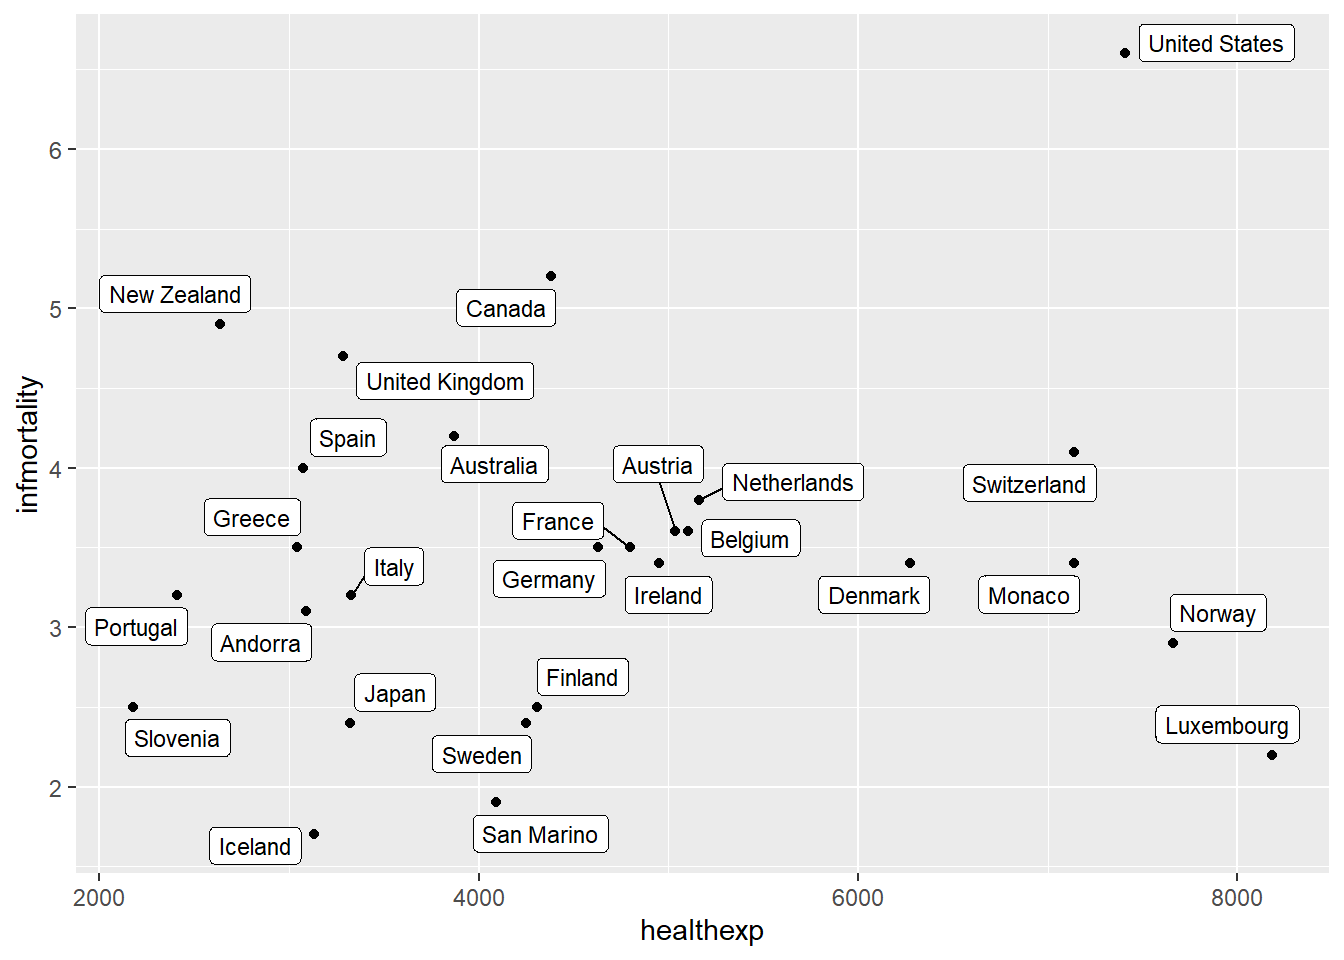 United States
6
New Zealand
5
Canada
United Kingdom
Spain
Australia
Austria
4
Netherlands
Switzerland
Greece
France
Belgium
Italy
Germany
Ireland
Denmark
Monaco
Norway
Portugal
3
Andorra
Finland
Japan
Luxembourg
Slovenia
Sweden
2
San Marino
Iceland
2000 4000 6000 8000
healthexp
infmortality